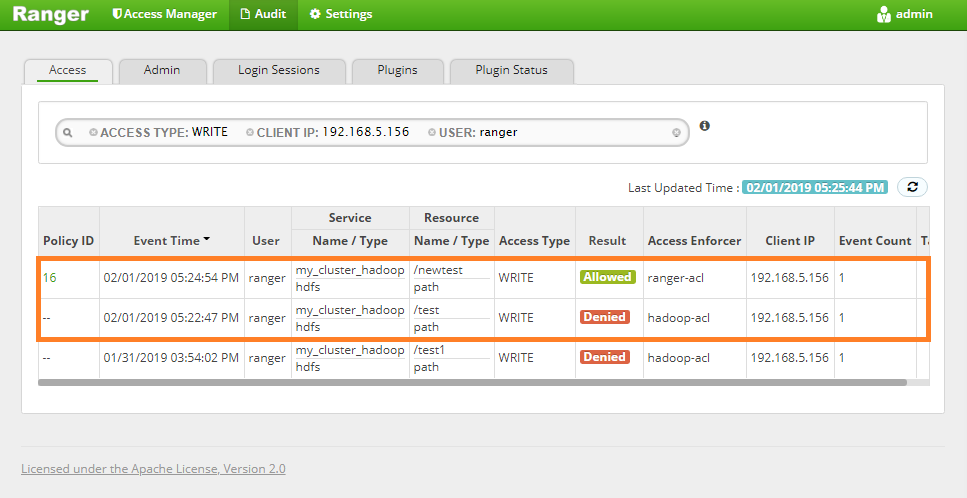 Ranger Access Manager Audit Settings admin
Access Admin Login Sessions Plugins Plugin Status
ACCESS TYPE: WRITE CLIENT IP: 192.168.5.156 USER: ranger
Last Updated Time : 02/01/2019 05:25:44 PM
Service Resource
Policy ID Event Time User Name / Type Name / Type Access Type Result Access Enforcer Client IP Event Count
16 02/01/2019 05:24:54 PM ranger my_cluster_hadoop /newtest WRITE Allowed ranger-acl 192.168.5.156 1
hdfs path
-- 02/01/2019 05:22:47 PM ranger my_cluster_hadoop /test WRITE Denied hadoop-acl 192.168.5.156 1
hdfs path
-- 01/31/2019 03:54:02 PM ranger my_cluster_hadoop /test1 WRITE Denied hadoop-acl 192.168.5.156 1
hdfs path
Licensed under the Apache License, Version 2.0